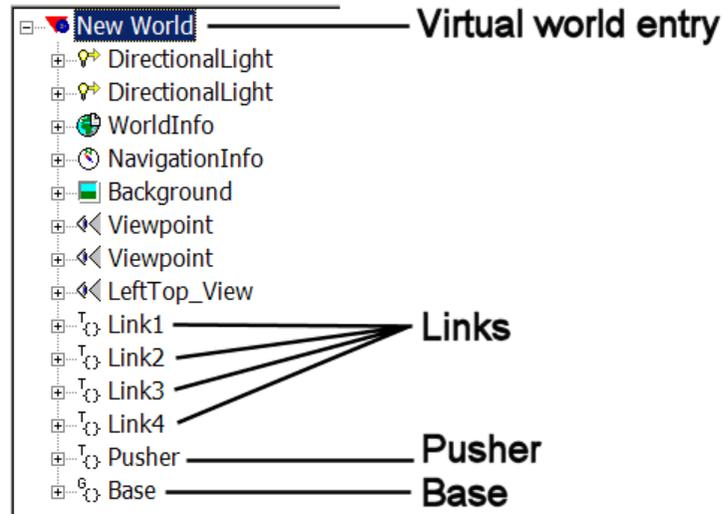 New World Virtual world entry
DirectionalLight
DirectionalLight
WorldInfo
NavigationInfo
Background
Viewpoint
Viewpoint
LeftTop_View
T{} Link1 Links
T{} Link2
T{} Link3
T{} Link4
T{} Pusher Pusher
G{} Base Base